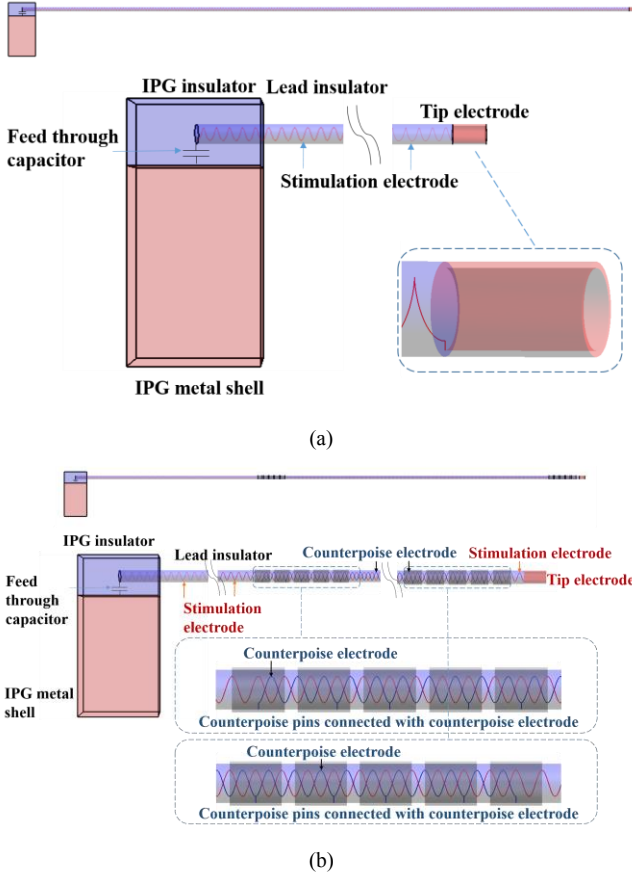 IPG insulator
Lead insulator
Tip electrode
Feed through
capacitor
Stimulation electrode
IPG metal shell
(a)
IPG insulator
Lead insulator
Counterpoise electrode
Stimulation electrode
Feed through
capacitor
Tip electrode
Stimulation
electrode
Counterpoise electrode
IPG metal
shell
Counterpoise pins connected with counterpoise electrode
Counterpoise electrode
Counterpoise pins connected with counterpoise electrode
(b)